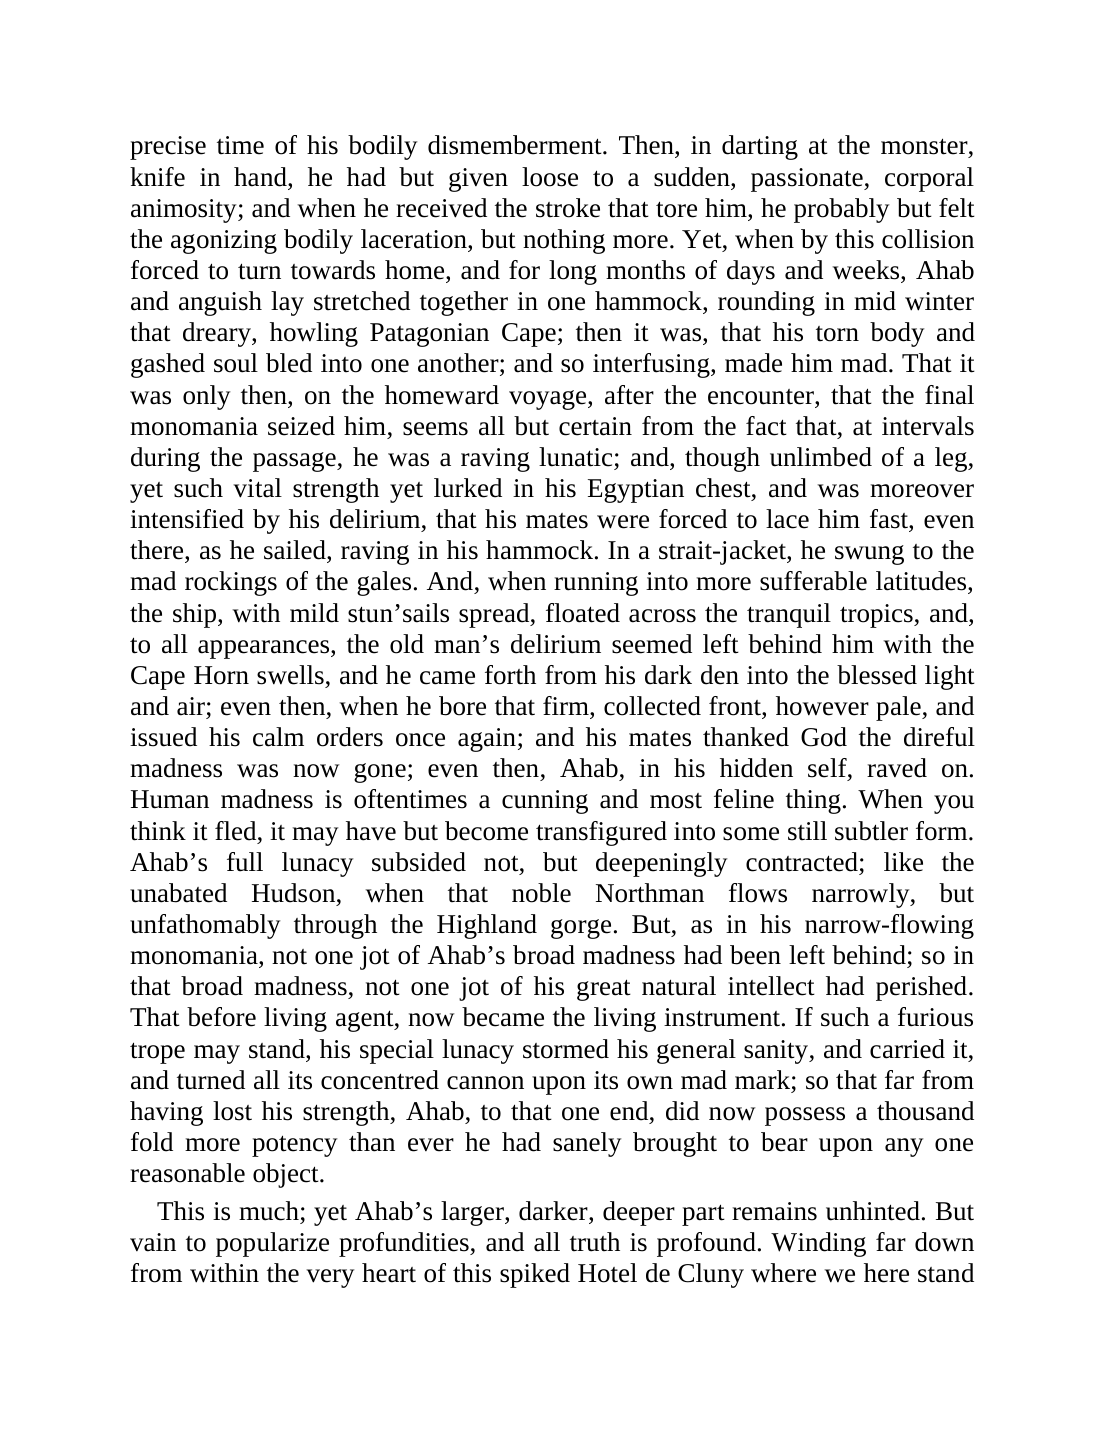 precise time of his bodily dismemberment. Then, in darting at the monster,
knife in hand, he had but given loose to a sudden, passionate, corporal
animosity; and when he received the stroke that tore him, he probably but felt
the agonizing bodily laceration, but nothing more. Yet, when by this collision
forced to turn towards home, and for long months of days and weeks, Ahab
and anguish lay stretched together in one hammock, rounding in mid winter
that dreary, howling Patagonian Cape; then it was, that his torn body and
gashed soul bled into one another; and so interfusing, made him mad. That it
was only then, on the homeward voyage, after the encounter, that the final
monomania seized him, seems all but certain from the fact that, at intervals
during the passage, he was a raving lunatic; and, though unlimbed of a leg,
yet such vital strength yet lurked in his Egyptian chest, and was moreover
intensified by his delirium, that his mates were forced to lace him fast, even
there, as he sailed, raving in his hammock. In a strait-jacket, he swung to the
mad rockings of the gales. And, when running into more sufferable latitudes,
the ship, with mild stun’sails spread, floated across the tranquil tropics, and,
to all appearances, the old man’s delirium seemed left behind him with the
Cape Horn swells, and he came forth from his dark den into the blessed light
and air; even then, when he bore that firm, collected front, however pale, and
issued his calm orders once again; and his mates thanked God the direful
madness was now gone; even then, Ahab, in his hidden self, raved on.
Human madness is oftentimes a cunning and most feline thing. When you
think it fled, it may have but become transfigured into some still subtler form.
Ahab’s full lunacy subsided not, but deepeningly contracted; like the
unabated Hudson, when that noble Northman flows narrowly, but
unfathomably through the Highland gorge. But, as in his narrow-flowing
monomania, not one jot of Ahab’s broad madness had been left behind; so in
that broad madness, not one jot of his great natural intellect had perished.
That before living agent, now became the living instrument. If such a furious
trope may stand, his special lunacy stormed his general sanity, and carried it,
and turned all its concentred cannon upon its own mad mark; so that far from
having lost his strength, Ahab, to that one end, did now possess a thousand
fold more potency than ever he had sanely brought to bear upon any one
reasonable object.
This is much; yet Ahab’s larger, darker, deeper part remains unhinted. But
vain to popularize profundities, and all truth is profound. Winding far down
from within the very heart of this spiked Hotel de Cluny where we here stand